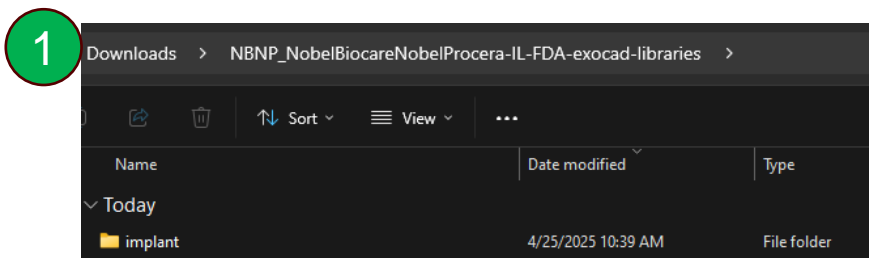 1
Downloads > NBNP_NobelBiocareNobelProcera-IL-FDA-exocad-libraries >
Sort View ...
Name Date modified Type
Today
implant 4/25/2025 10:39 AM File folder